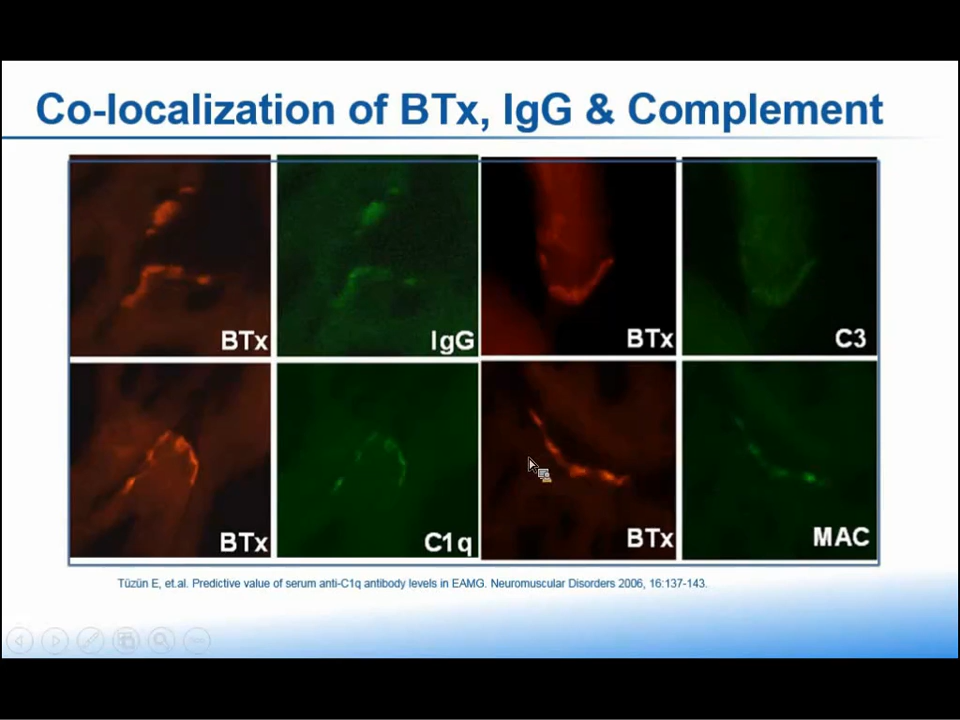 Co-localization of BTx, IgG & Complement
BTx
IgG
BTx
C3
BTx
C1q
BTx
MAC
Tüzün E, et.al. Predictive value of serum anti-C1q antibody levels in EAMG. Neuromuscular Disorders 2006, 16:137-143.